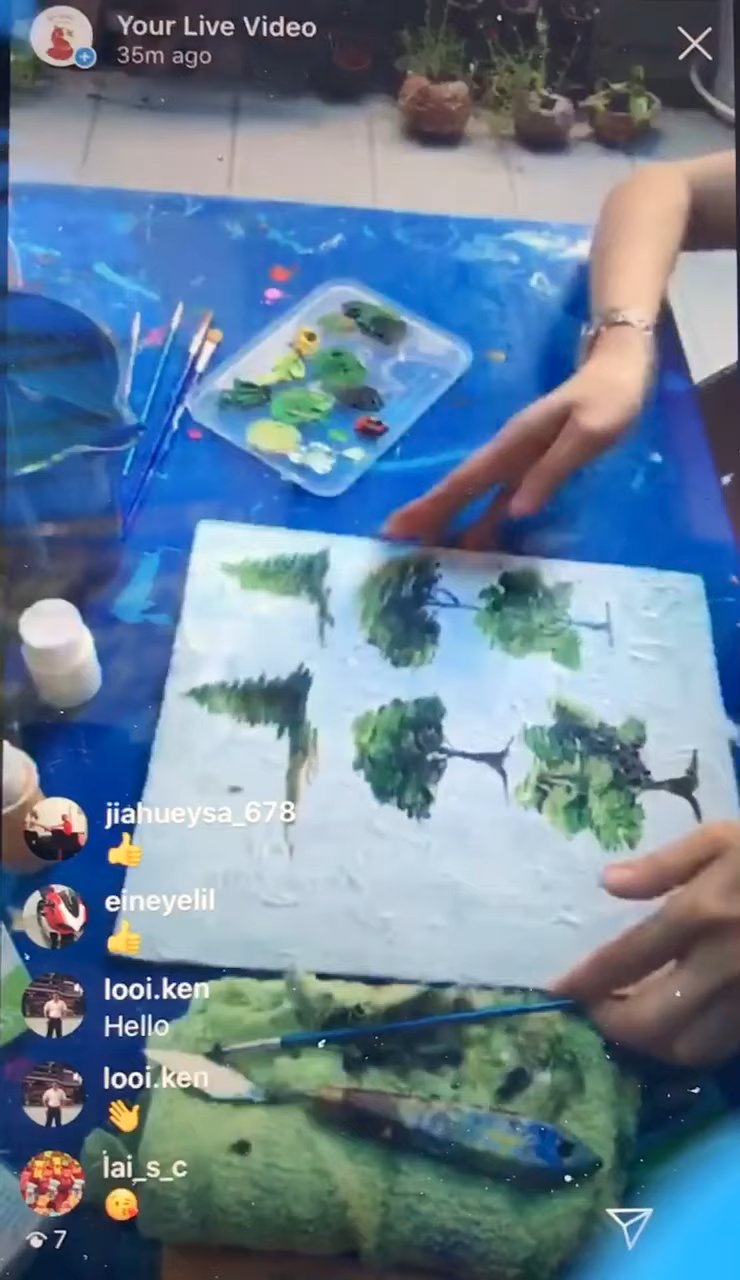 Your Live Video
35m ago
jiahueysa_678
👍
eineyelil
👍
looi.ken
Hello
looi.ken
👋
lai_s_c
😘
7